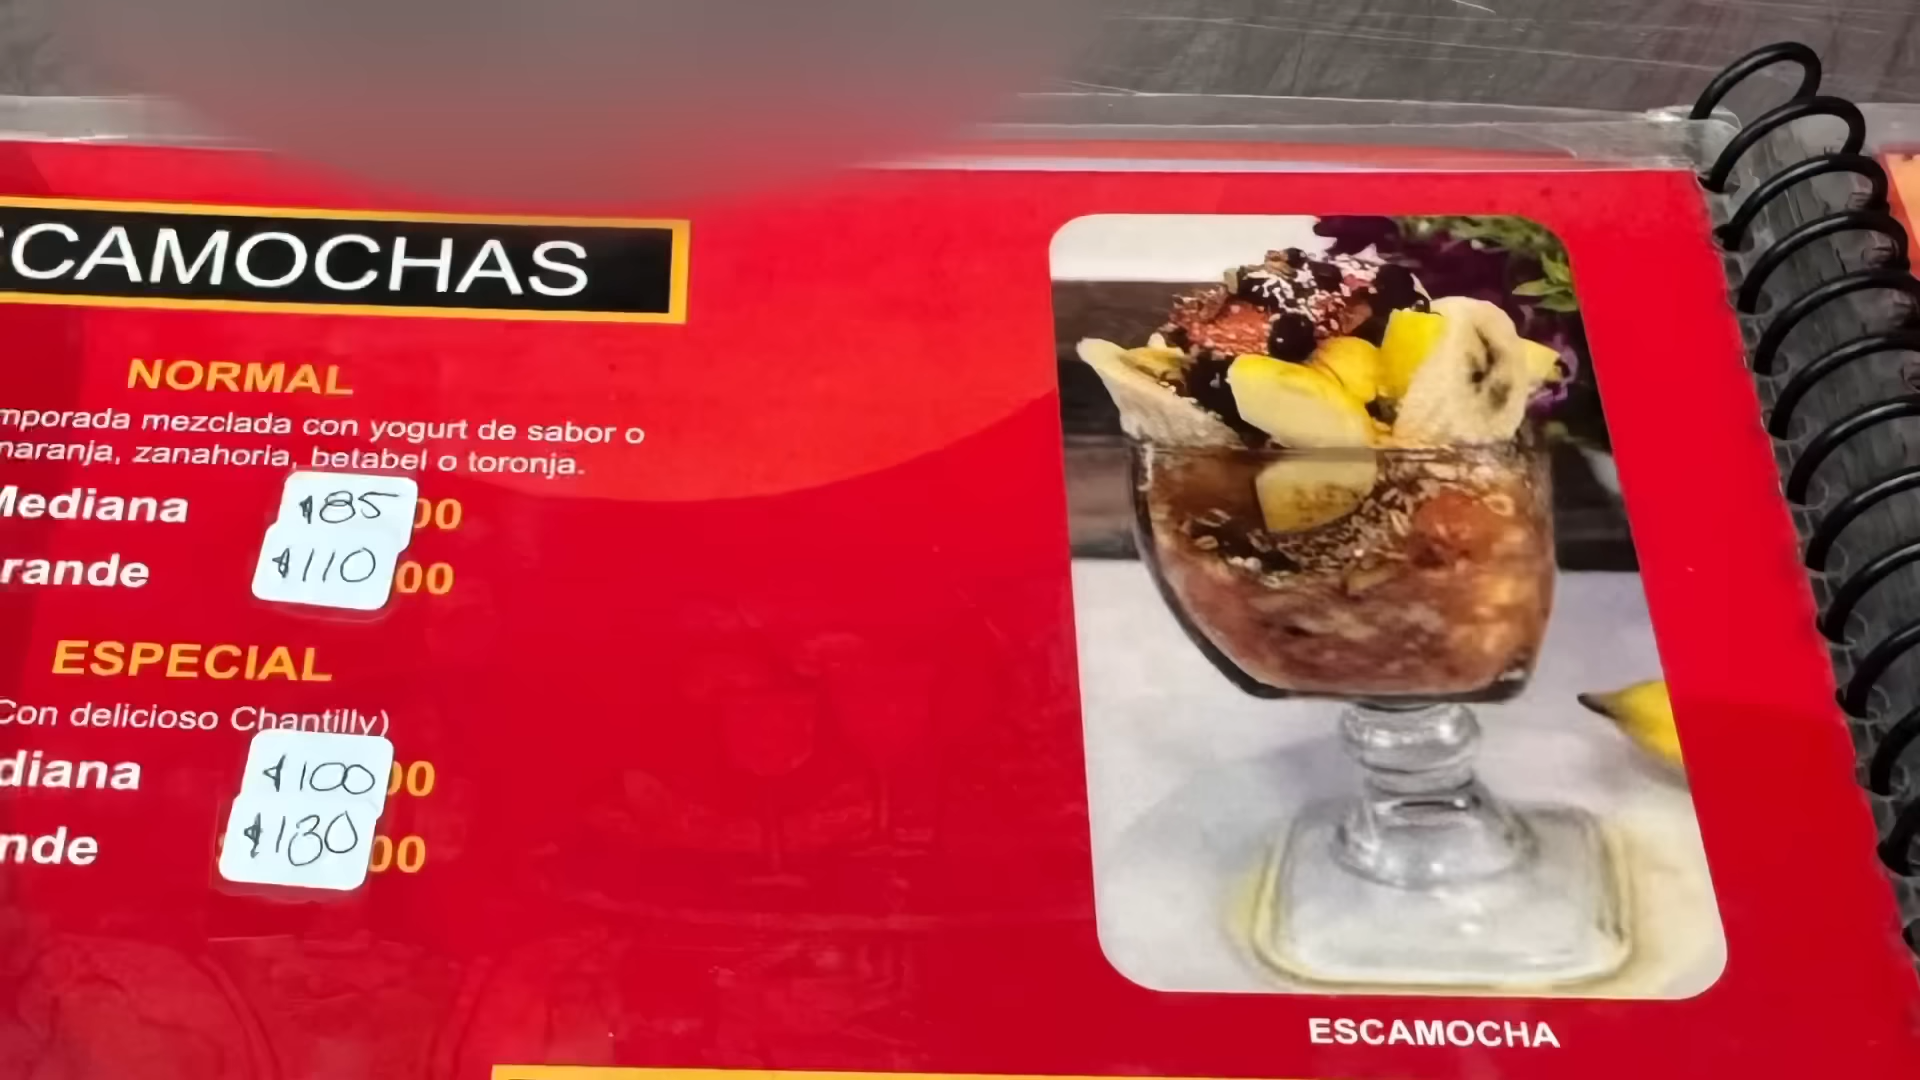 SCAMOCHAS
NORMAL
mporada mezclada con yogurt de sabor o
naranja, zanahoria, betabel o toronja.
Mediana $85 00
rande $110 00
ESPECIAL
Con delicioso Chantilly)
diana $100 00
nde $130 00
ESCAMOCHA